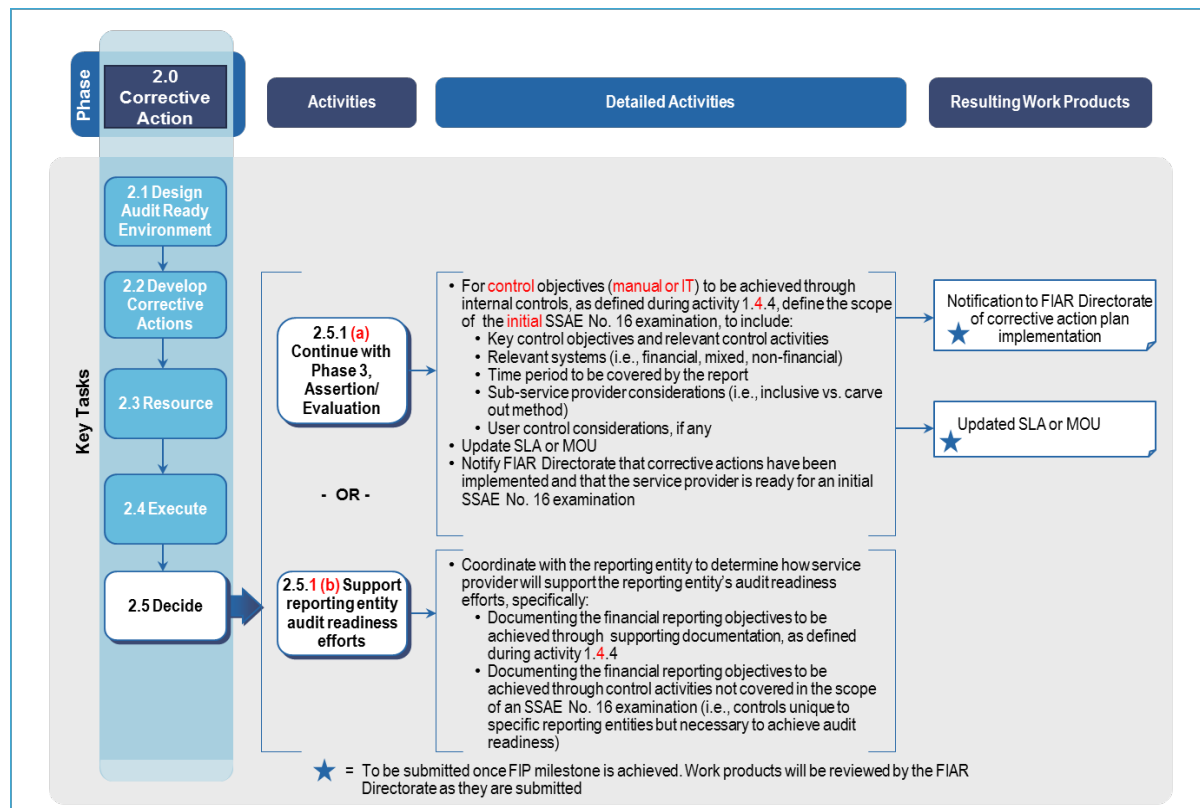 Phase
2.0
Corrective
Action
Activities
Detailed Activities
Resulting Work Products
Key Tasks
2.1 Design
Audit Ready
Environment
2.2 Develop
Corrective
Actions
2.3 Resource
2.4 Execute
2.5 Decide
2.5.1 (a)
Continue with
Phase 3,
Assertion/
Evaluation
- OR -
2.5.1 (b) Support
reporting entity
audit readiness
efforts
• For control objectives (manual or IT) to be achieved through
internal controls, as defined during activity 1.4.4, define the scope
of the initial SSAE No. 16 examination, to include:
• Key control objectives and relevant control activities
• Relevant systems (i.e., financial, mixed, non-financial)
• Time period to be covered by the report
• Sub-service provider considerations (i.e., inclusive vs. carve
out method)
• User control considerations, if any
• Update SLA or MOU
• Notify FIAR Directorate that corrective actions have been
implemented and that the service provider is ready for an initial
SSAE No. 16 examination
• Coordinate with the reporting entity to determine how service
provider will support the reporting entity's audit readiness
efforts, specifically:
• Documenting the financial reporting objectives to be
achieved through supporting documentation, as defined
during activity 1.4.4
• Documenting the financial reporting objectives to be
achieved through control activities not covered in the scope
of an SSAE No. 16 examination (i.e., controls unique to
specific reporting entities but necessary to achieve audit
readiness)
Notification to FIAR Directorate
of corrective action plan
implementation
Updated SLA or MOU
= To be submitted once FIP milestone is achieved. Work products will be reviewed by the FIAR
Directorate as they are submitted